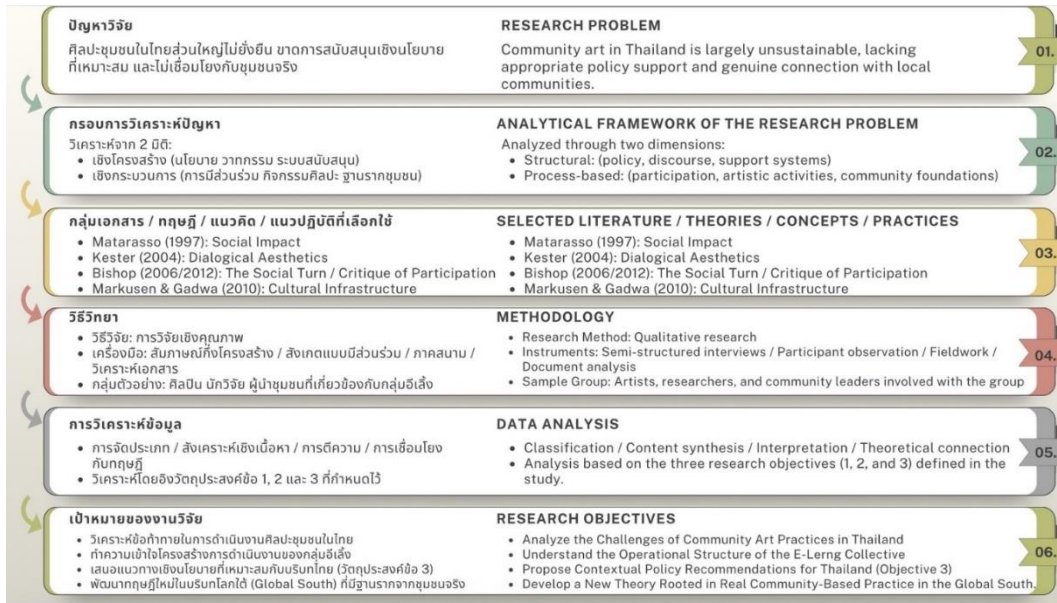 ปัญหาวิจัย
ศิลปะชุมชนในไทยส่วนใหญ่ไม่ยั่งยืน ขาดการสนับสนุนเชิงนโยบาย
ที่เหมาะสม และไม่เชื่อมโยงกับชุมชนจริง
RESEARCH PROBLEM
Community art in Thailand is largely unsustainable, lacking
appropriate policy support and genuine connection with local
communities.
01.
กรอบการวิเคราะห์ปัญหา
วิเคราะห์จาก 2 มิติ:
• เชิงโครงสร้าง (นโยบาย วาทกรรม ระบบสนับสนุน)
• เชิงกระบวนการ (การมีส่วนร่วม กิจกรรมศิลปะ ฐานรากชุมชน)
ANALYTICAL FRAMEWORK OF THE RESEARCH PROBLEM
Analyzed through two dimensions:
• Structural: (policy, discourse, support systems)
• Process-based: (participation, artistic activities, community foundations)
02.
กลุ่มเอกสาร / ทฤษฎี / แนวคิด / แนวปฏิบัติที่เลือกใช้
• Matarasso (1997): Social Impact
• Kester (2004): Dialogical Aesthetics
• Bishop (2006/2012): The Social Turn / Critique of Participation
• Markusen & Gadwa (2010): Cultural Infrastructure
SELECTED LITERATURE / THEORIES / CONCEPTS / PRACTICES
• Matarasso (1997): Social Impact
• Kester (2004): Dialogical Aesthetics
• Bishop (2006/2012): The Social Turn / Critique of Participation
• Markusen & Gadwa (2010): Cultural Infrastructure
03.
วิธีวิทยา
• วิธีวิจัย: การวิจัยเชิงคุณภาพ
• เครื่องมือ: สัมภาษณ์กึ่งโครงสร้าง / สังเกตแบบมีส่วนร่วม / ภาคสนาม /
วิเคราะห์เอกสาร
• กลุ่มตัวอย่าง: ศิลปิน นักวิจัย ผู้นำชุมชนที่เกี่ยวข้องกับกลุ่มอีเลิ้ง
METHODOLOGY
• Research Method: Qualitative research
• Instruments: Semi-structured interviews / Participant observation / Fieldwork /
Document analysis
• Sample Group: Artists, researchers, and community leaders involved with the group
04.
การวิเคราะห์ข้อมูล
• การจัดประเภท / สังเคราะห์เชิงเนื้อหา / การตีความ / การเชื่อมโยง
กับทฤษฎี
• วิเคราะห์โดยอิงวัตถุประสงค์ข้อ 1, 2 และ 3 ที่กำหนดไว้
DATA ANALYSIS
• Classification / Content synthesis / Interpretation / Theoretical connection
• Analysis based on the three research objectives (1, 2, and 3) defined in the
study.
05.
เป้าหมายของงานวิจัย
• วิเคราะห์ข้อท้าทายในการดำเนินงานศิลปะชุมชนในไทย
• ทำความเข้าใจโครงสร้างการดำเนินงานของกลุ่มอีเลิ้ง
• เสนอแนวทางเชิงนโยบายที่เหมาะสมกับบริบทไทย (วัตถุประสงค์ข้อ 3)
• พัฒนาทฤษฎีใหม่ในบริบทโลกใต้ (Global South) ที่มีฐานรากจากชุมชนจริง
RESEARCH OBJECTIVES
• Analyze the Challenges of Community Art Practices in Thailand
• Understand the Operational Structure of the E-Lerng Collective
• Propose Contextual Policy Recommendations for Thailand (Objective 3)
• Develop a New Theory Rooted in Real Community-Based Practice in the Global South.
06.